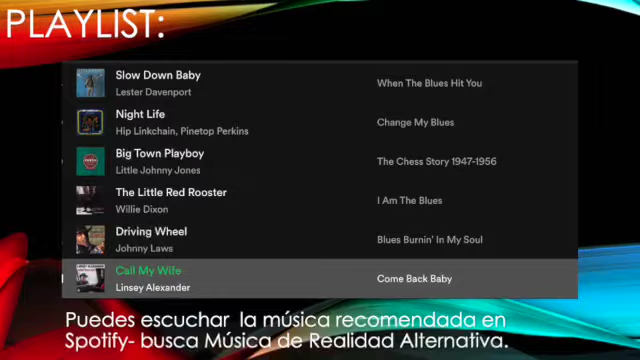 PLAYLIST:
Slow Down Baby
Lester Davenport
When The Blues Hit You
Night Life
Hip Linkchain, Pinetop Perkins
Change My Blues
Big Town Playboy
Little Johnny Jones
The Chess Story 1947-1956
The Little Red Rooster
Willie Dixon
I Am The Blues
Driving Wheel
Johnny Laws
Blues Burnin' In My Soul
Call My Wife
Linsey Alexander
Come Back Baby
Puedes escuchar la música recomendada en
Spotify- busca Música de Realidad Alternativa.